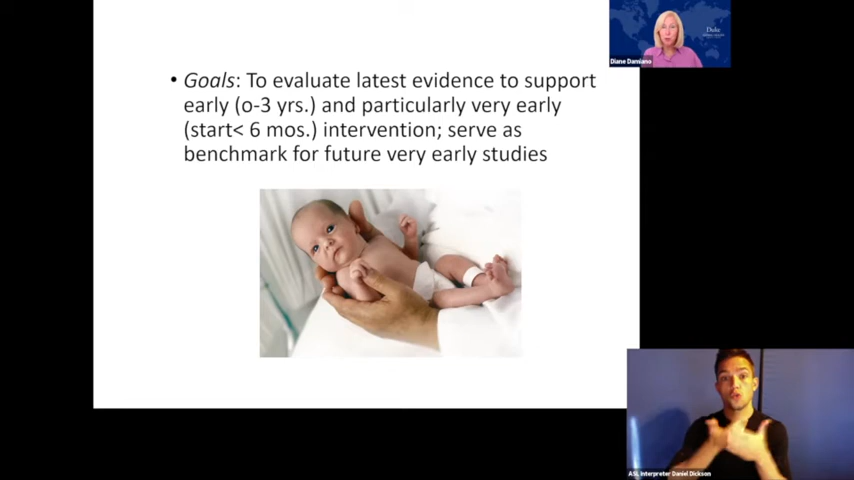 • Goals: To evaluate latest evidence to support
early (0-3 yrs.) and particularly very early
(start< 6 mos.) intervention; serve as
benchmark for future very early studies
Duke
Diane Damiano
ASL Interpreter Daniel Dickson